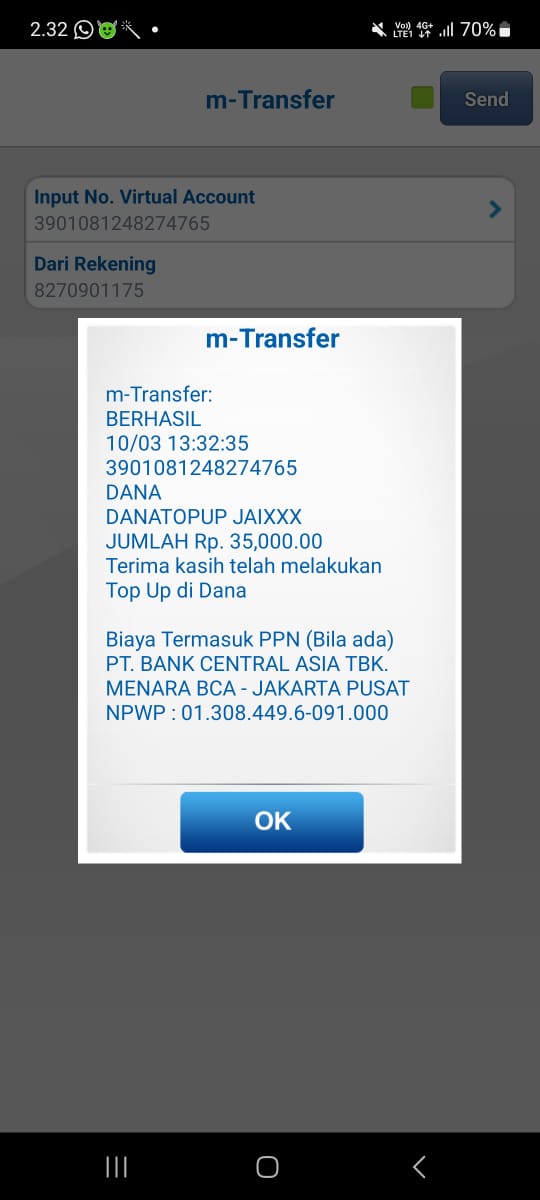 2.32
Vo)) 4G+
LTE1
70%
m-Transfer
Send
Input No. Virtual Account
3901081248274765
Dari Rekening
8270901175
m-Transfer
m-Transfer:
BERHASIL
10/03 13:32:35
3901081248274765
DANA
DANATOPUP JAIXXX
JUMLAH Rp. 35,000.00
Terima kasih telah melakukan
Top Up di Dana
Biaya Termasuk PPN (Bila ada)
PT. BANK CENTRAL ASIA TBK.
MENARA BCA - JAKARTA PUSAT
NPWP : 01.308.449.6-091.000
OK